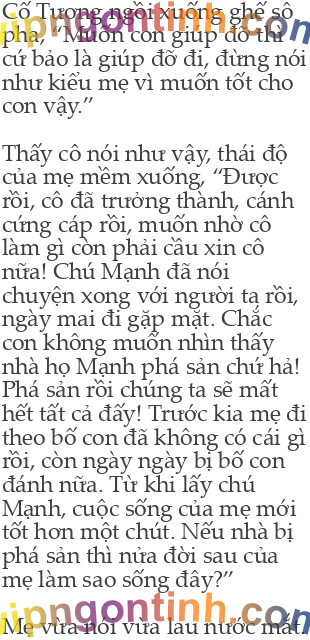 Cố Tương ngồi xuống ghế sô
pha, “Muốn con giúp đỡ thì
cứ bảo là giúp đỡ đi, đừng nói
như kiểu mẹ vì muốn tốt cho
con vậy.”
Thấy cô nói như vậy, thái độ
của mẹ mềm xuống, “Được
rồi, cô đã trưởng thành, cánh
cứng cáp rồi, muốn nhờ cô
làm gì còn phải cầu xin cô
nữa! Chú Mạnh đã nói
chuyện xong với người ta rồi,
ngày mai đi gặp mặt. Chắc
con không muốn nhìn thấy
nhà họ Mạnh phá sản chứ hả!
Phá sản rồi chúng ta sẽ mất
hết tất cả đấy! Trước kia mẹ đi
theo bố con đã không có cái gì
rồi, còn ngày ngày bị bố con
đánh nữa. Từ khi lấy chú
Mạnh, cuộc sống của mẹ mới
tốt hơn một chút. Nếu nhà bị
phá sản thì nửa đời sau của
mẹ làm sao sống đây?”
vipngontinh.com
Mẹ vừa nói vừa lau nước mắt.